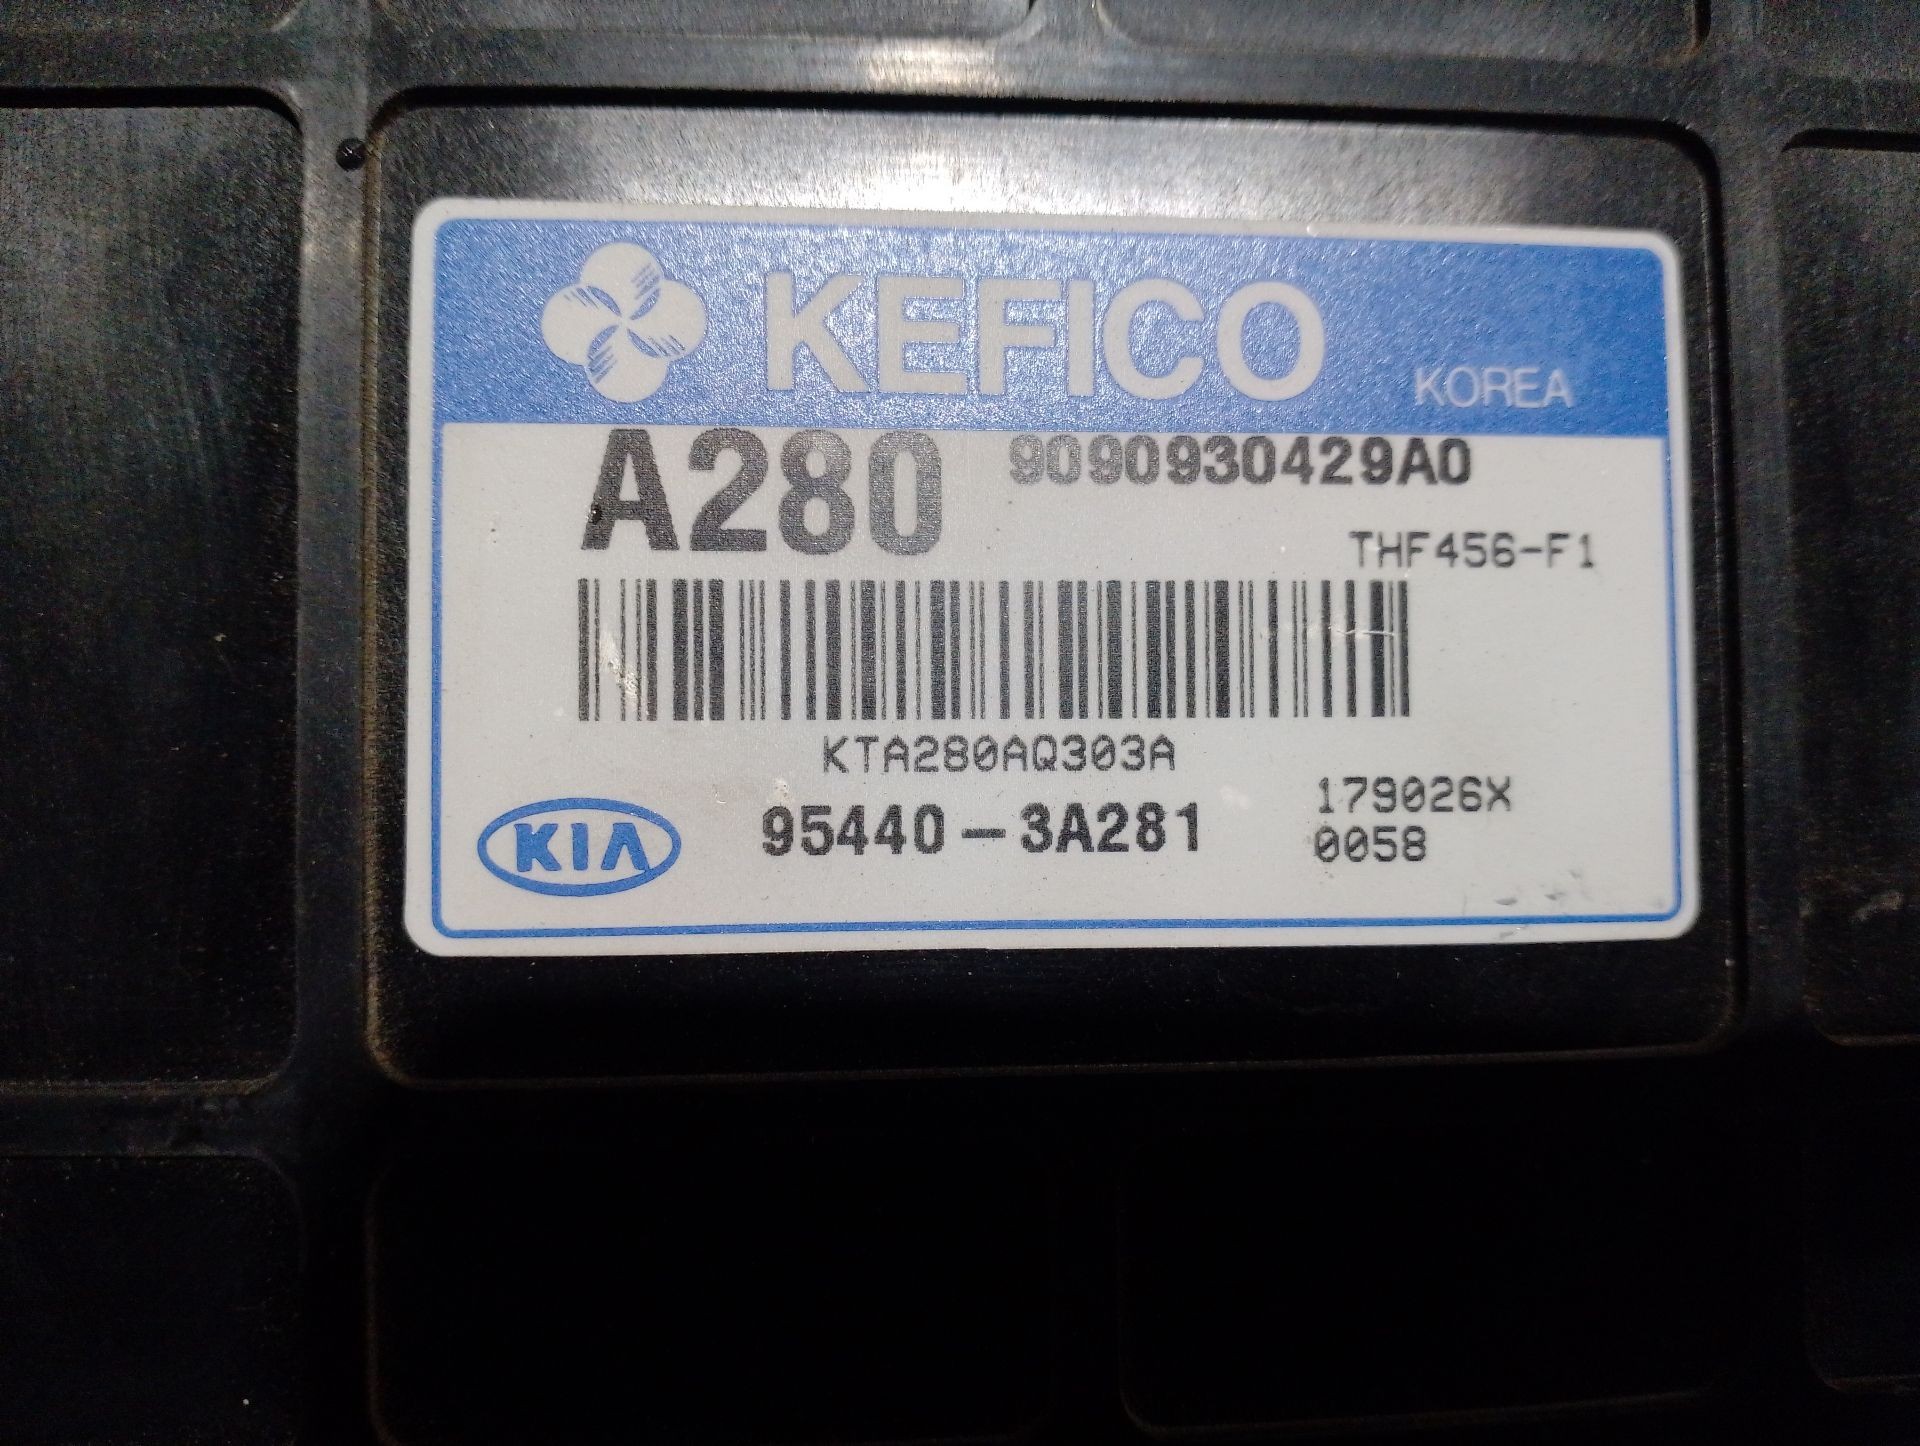 KEFICO KOREA
A280 9090930429A0
THF456-F1
KTA280AQ303A
KIA 95440-3A281 179026X
0058